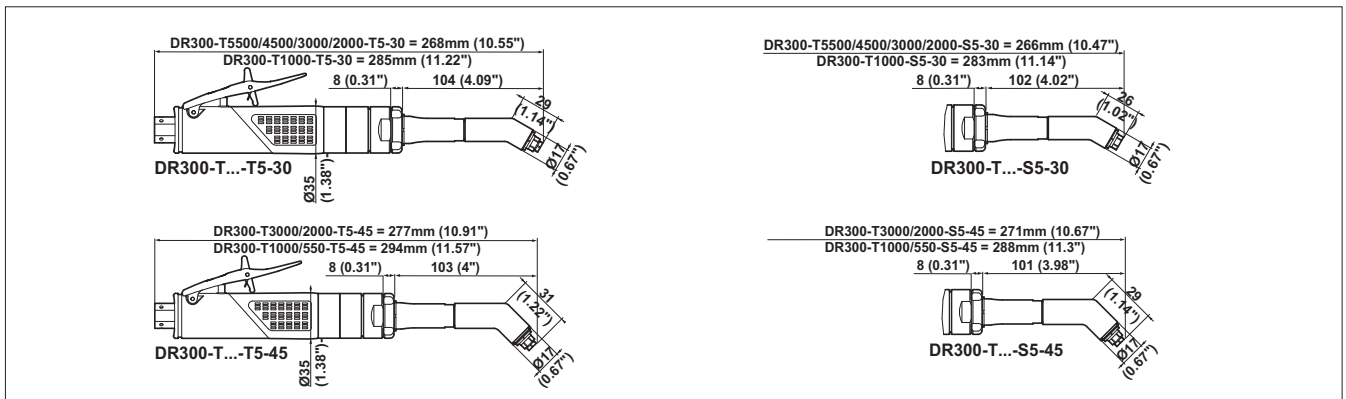 DR300-T5500/4500/3000/2000-T5-30 = 268mm (10.55")
DR300-T1000-T5-30 = 285mm (11.22")
8 (0.31")
104 (4.09")
29
(1.14")
Ø17
(0.67")
Ø35
(1.38")
DR300-T...-T5-30
DR300-T5500/4500/3000/2000-S5-30 = 266mm (10.47")
DR300-T1000-S5-30 = 283mm (11.14")
8 (0.31")
102 (4.02")
26
(1.02")
Ø17
(0.67")
DR300-T...-S5-30
DR300-T3000/2000-T5-45 = 277mm (10.91")
DR300-T1000/550-T5-45 = 294mm (11.57")
8 (0.31")
103 (4")
31
(1.22")
Ø17
(0.67")
Ø35
(1.38")
DR300-T...-T5-45
DR300-T3000/2000-S5-45 = 271mm (10.67")
DR300-T1000/550-S5-45 = 288mm (11.3")
8 (0.31")
101 (3.98")
29
(1.14")
Ø17
(0.67")
DR300-T...-S5-45